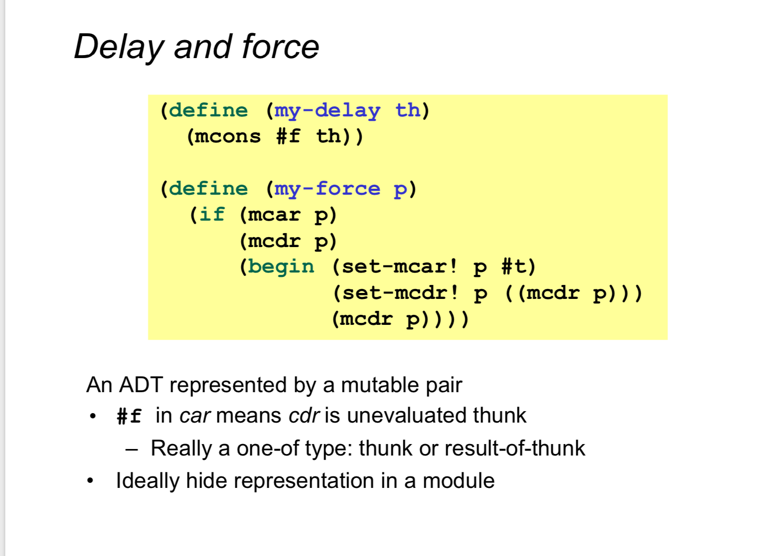 Delay and force
(define (my-delay th)
  (mcons #f th))
(define (my-force p)
  (if (mcar p)
      (mcdr p)
      (begin (set-mcar! p #t)
             (set-mcdr! p ((mcdr p)))
             (mcdr p))))
An ADT represented by a mutable pair
• #f in car means cdr is unevaluated thunk
– Really a one-of type: thunk or result-of-thunk
• Ideally hide representation in a module